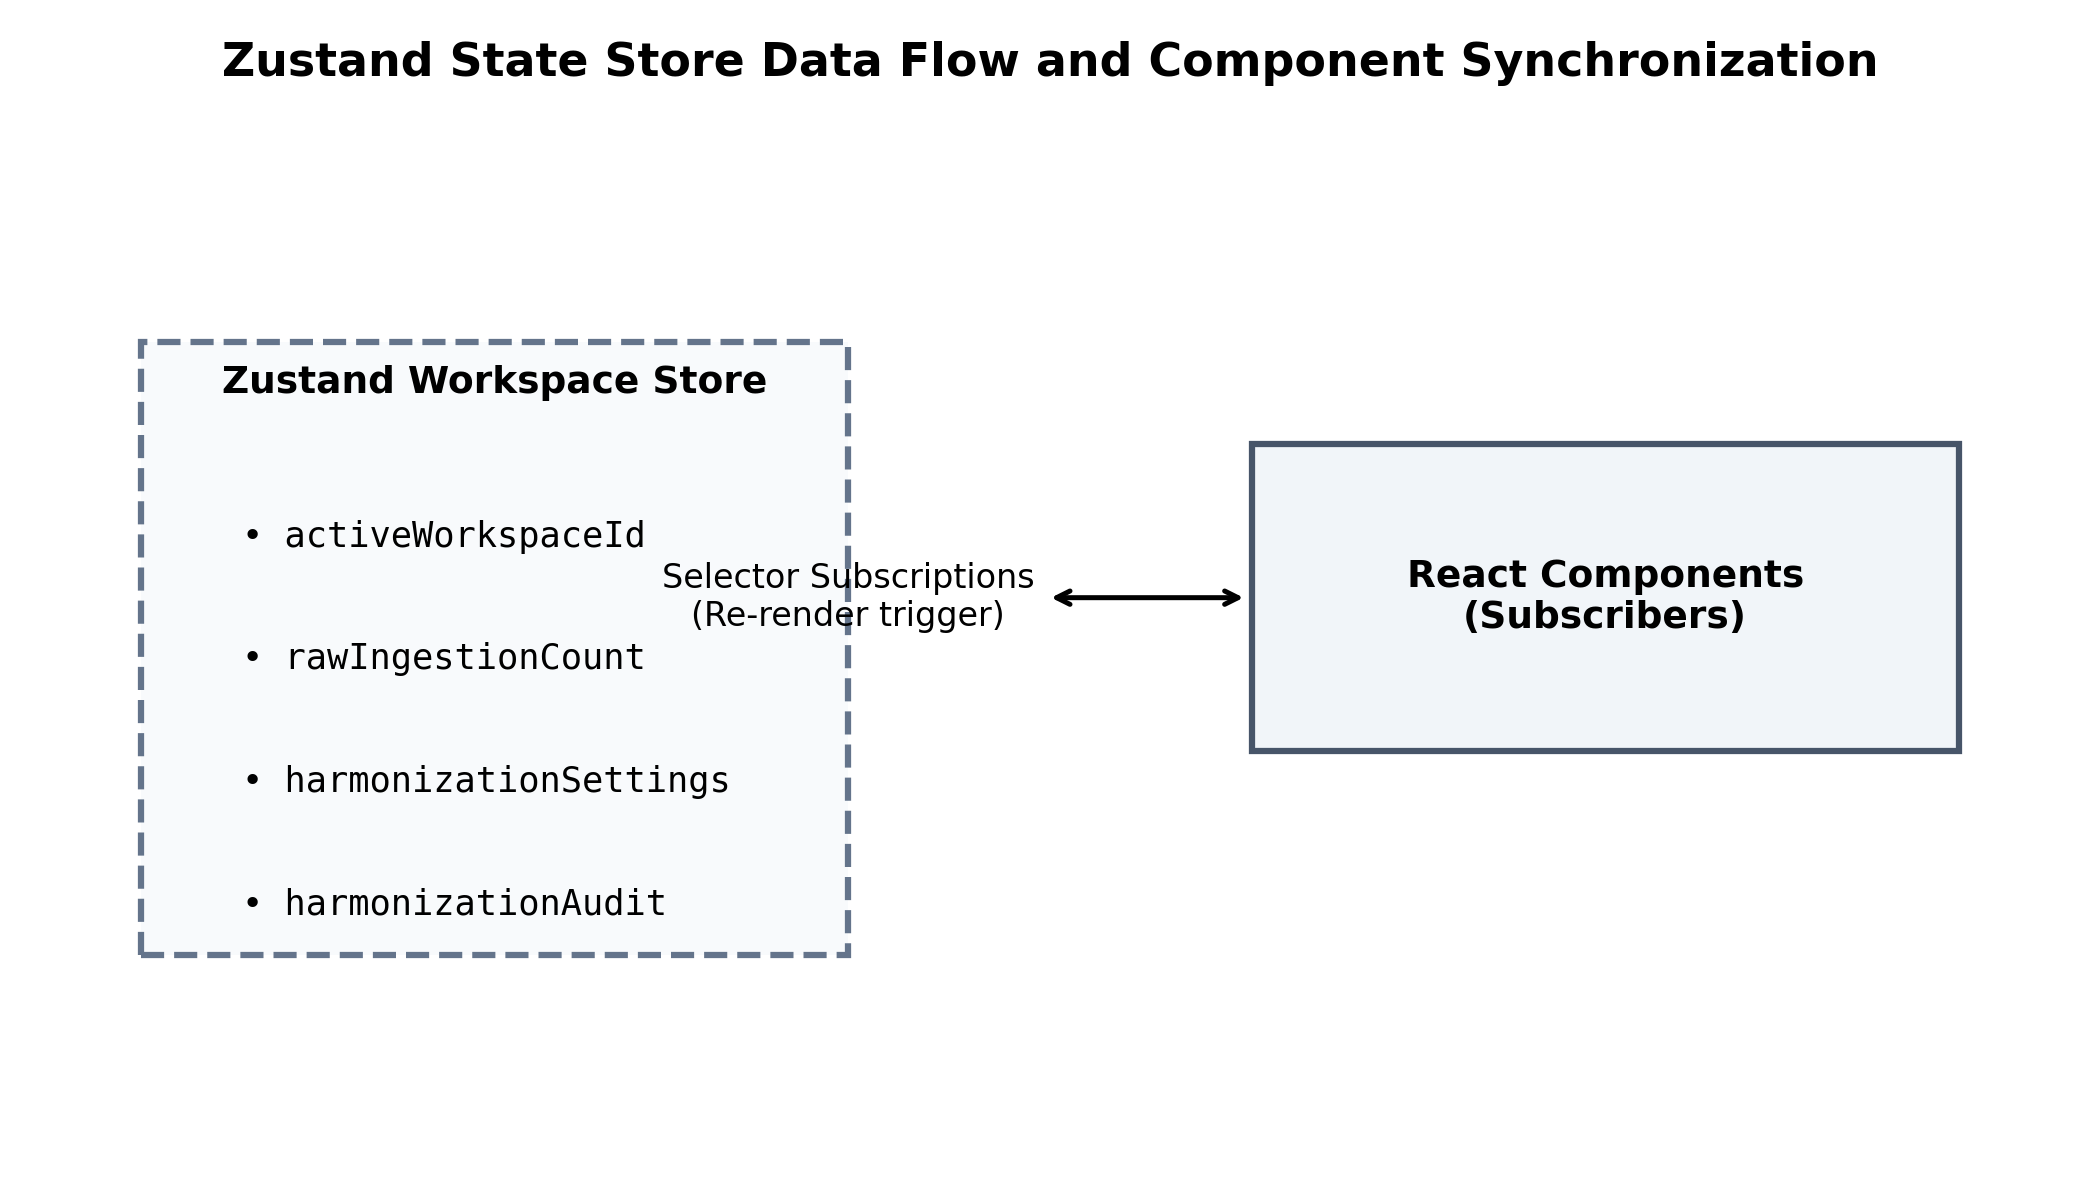 Zustand State Store Data Flow and Component Synchronization
Zustand Workspace Store
• activeWorkspaceId
• rawIngestionCount
• harmonizationSettings
• harmonizationAudit
Selector Subscriptions
(Re-render trigger)
React Components
(Subscribers)